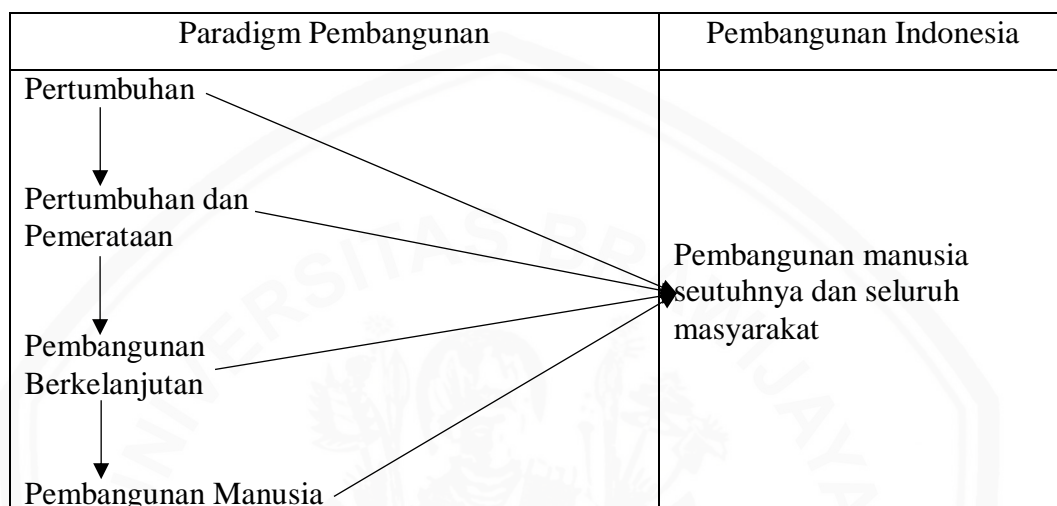 Paradigm Pembangunan
Pembangunan Indonesia
Pertumbuhan
Pertumbuhan dan
Pemerataan
Pembangunan
Berkelanjutan
Pembangunan Manusia
Pembangunan manusia
seutuhnya dan seluruh
masyarakat